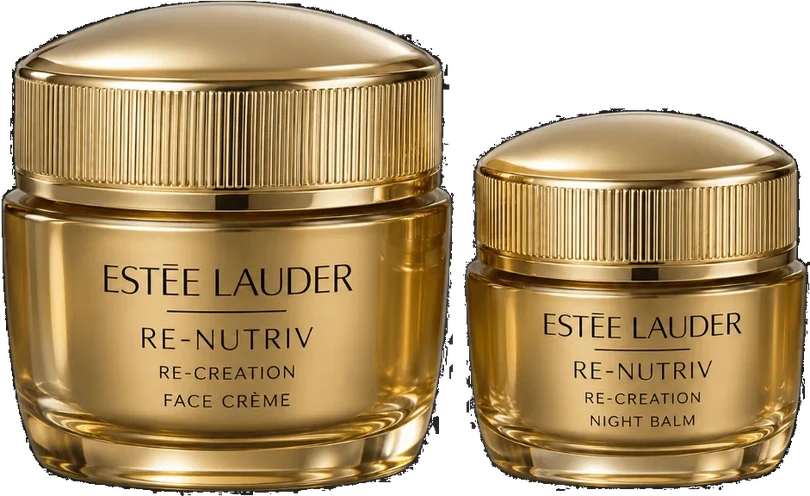 ESTĒE LAUDER
RE-NUTRIV
RE-CREATION
FACE CRÈME
ESTĒE LAUDER
RE-NUTRIV
RE-CREATION
NIGHT BALM